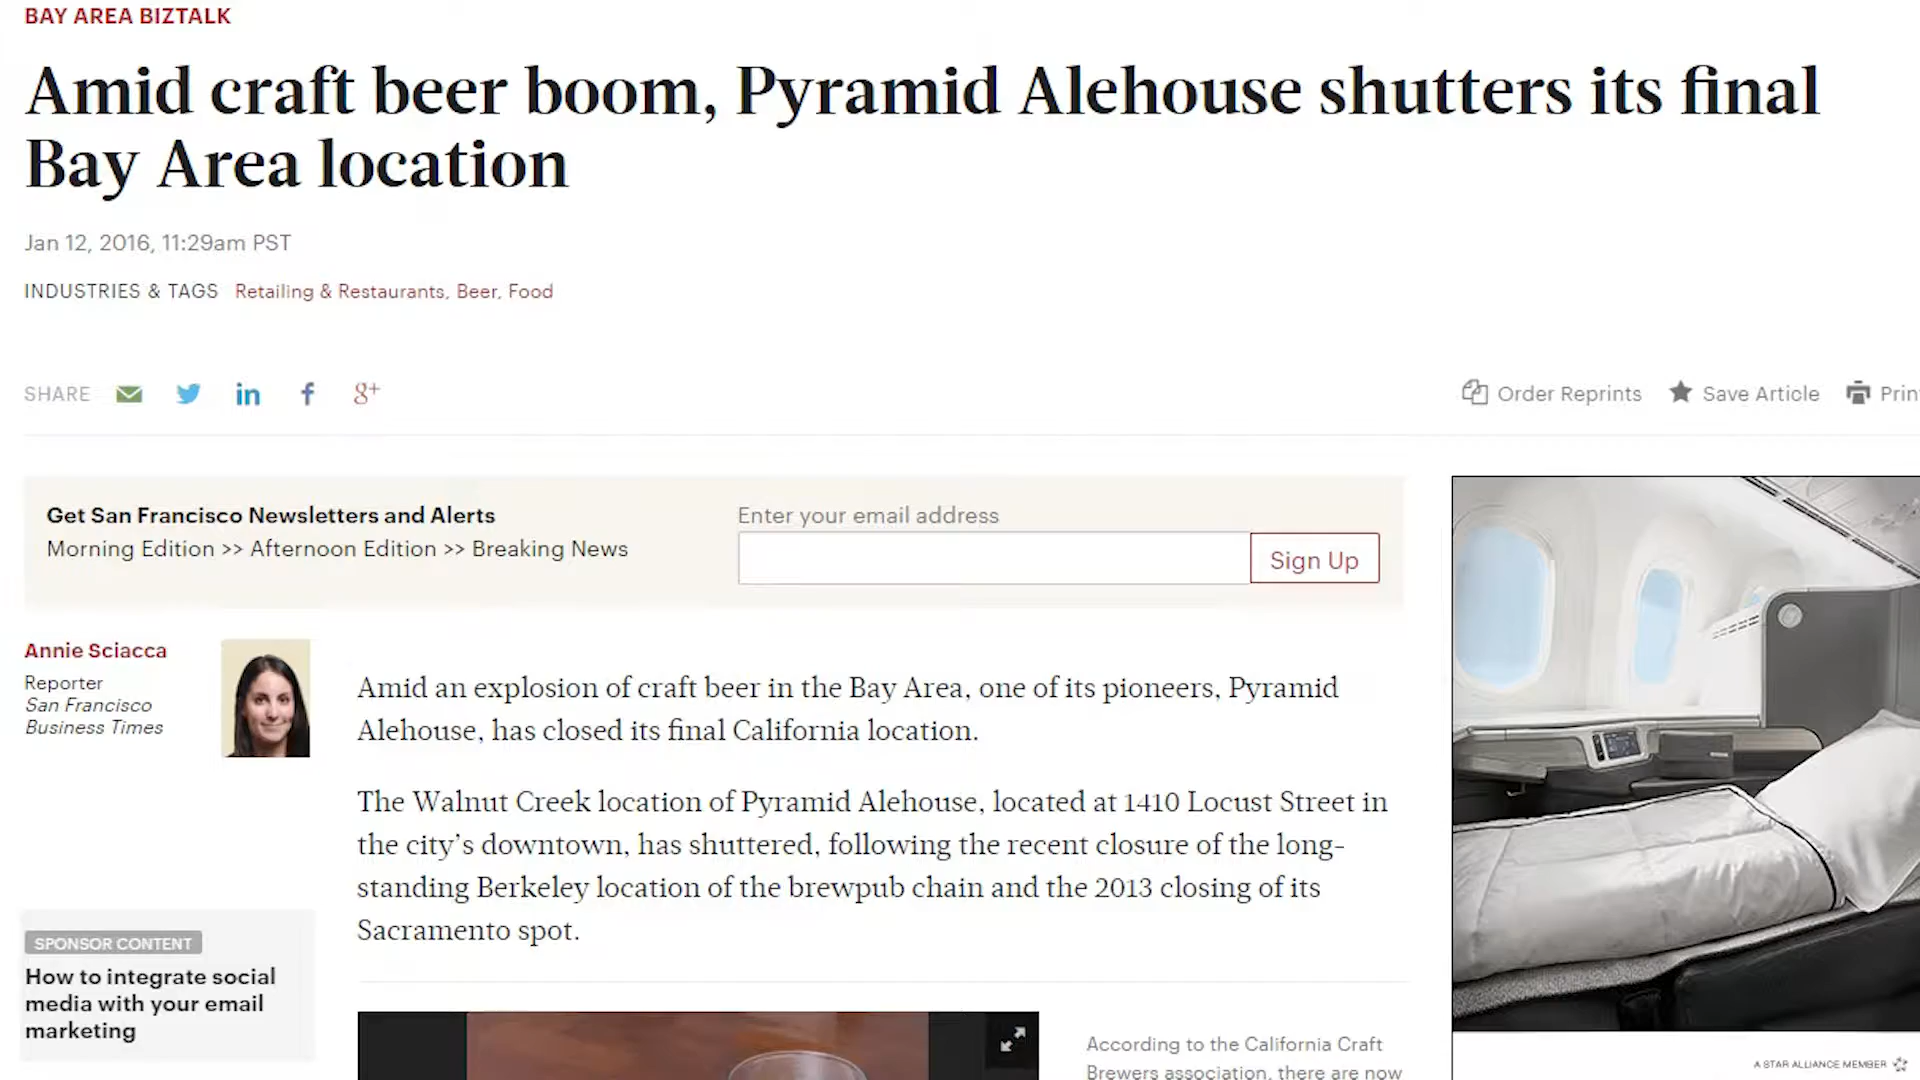 BAY AREA BIZTALK
Amid craft beer boom, Pyramid Alehouse shutters its final
Bay Area location
Jan 12, 2016, 11:29am PST
INDUSTRIES & TAGS Retailing & Restaurants, Beer, Food
SHARE
Order Reprints Save Article Prin
Get San Francisco Newsletters and Alerts
Morning Edition >> Afternoon Edition >> Breaking News
Enter your email address
Sign Up
Annie Sciacca
Reporter
San Francisco
Business Times
Amid an explosion of craft beer in the Bay Area, one of its pioneers, Pyramid
Alehouse, has closed its final California location.
The Walnut Creek location of Pyramid Alehouse, located at 1410 Locust Street in
the city's downtown, has shuttered, following the recent closure of the long-
standing Berkeley location of the brewpub chain and the 2013 closing of its
Sacramento spot.
SPONSOR CONTENT
How to integrate social
media with your email
marketing
According to the California Craft
Brewers association, there are now
A STAR ALLIANCE MEMBER